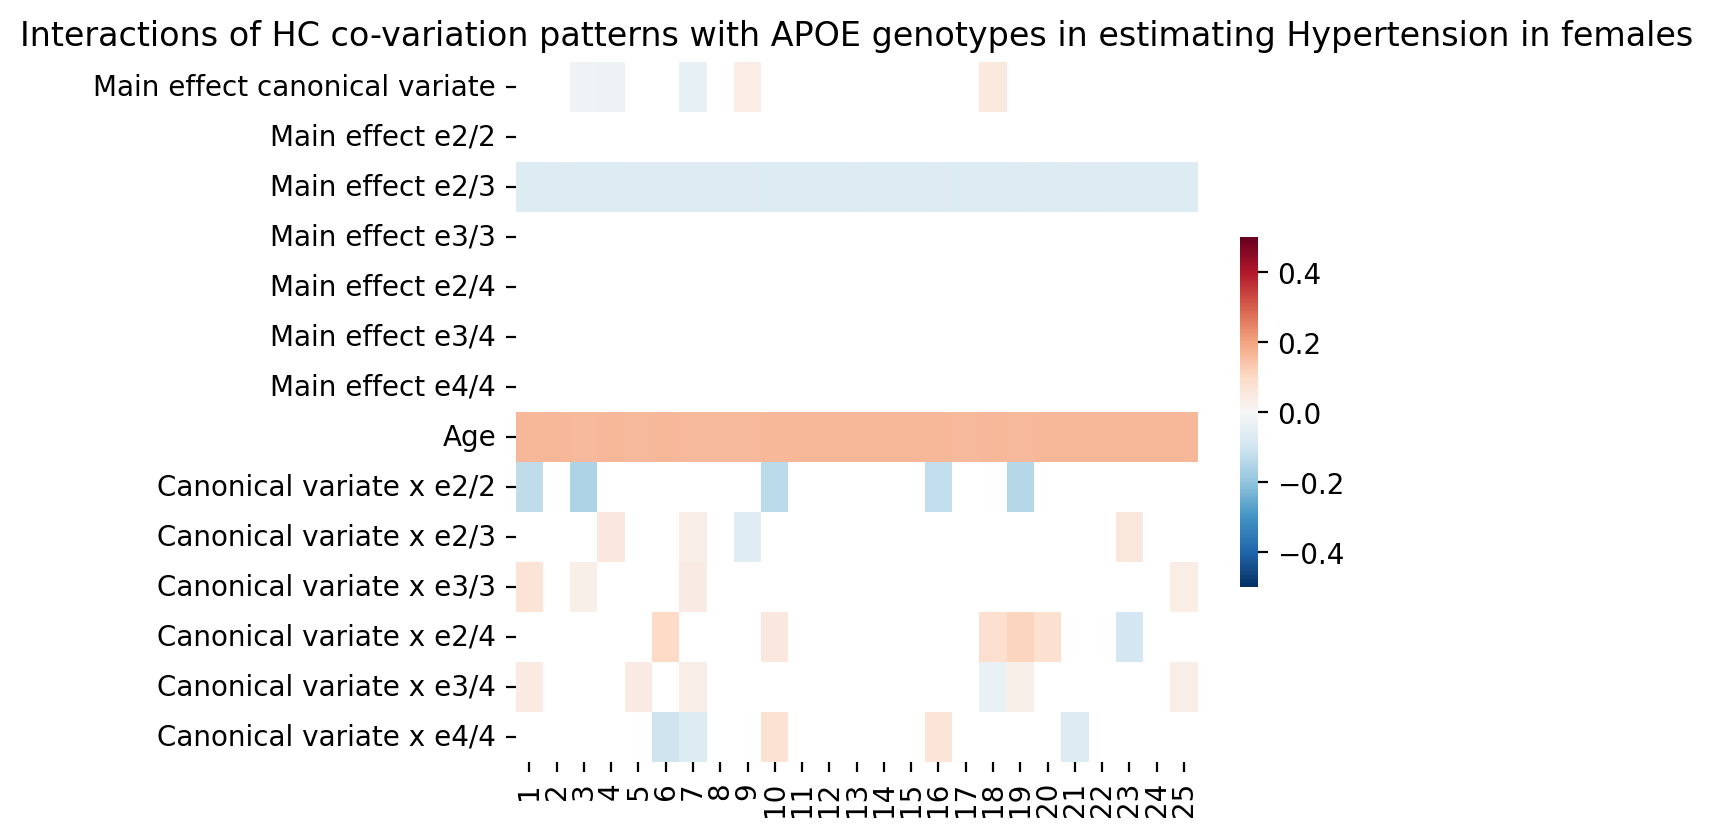 Interactions of HC co-variation patterns with APOE genotypes in estimating Hypertension in females
Main effect canonical variate
Main effect e2/2
Main effect e2/3
Main effect e3/3
Main effect e2/4
Main effect e3/4
Main effect e4/4
Age
Canonical variate x e2/2
Canonical variate x e2/3
Canonical variate x e3/3
Canonical variate x e2/4
Canonical variate x e3/4
Canonical variate x e4/4
1 2 3 4 5 6 7 8 9 10 11 12 13 14 15 16 17 18 19 20 21 22 23 24 25
0.4
0.2
0.0
−0.2
−0.4